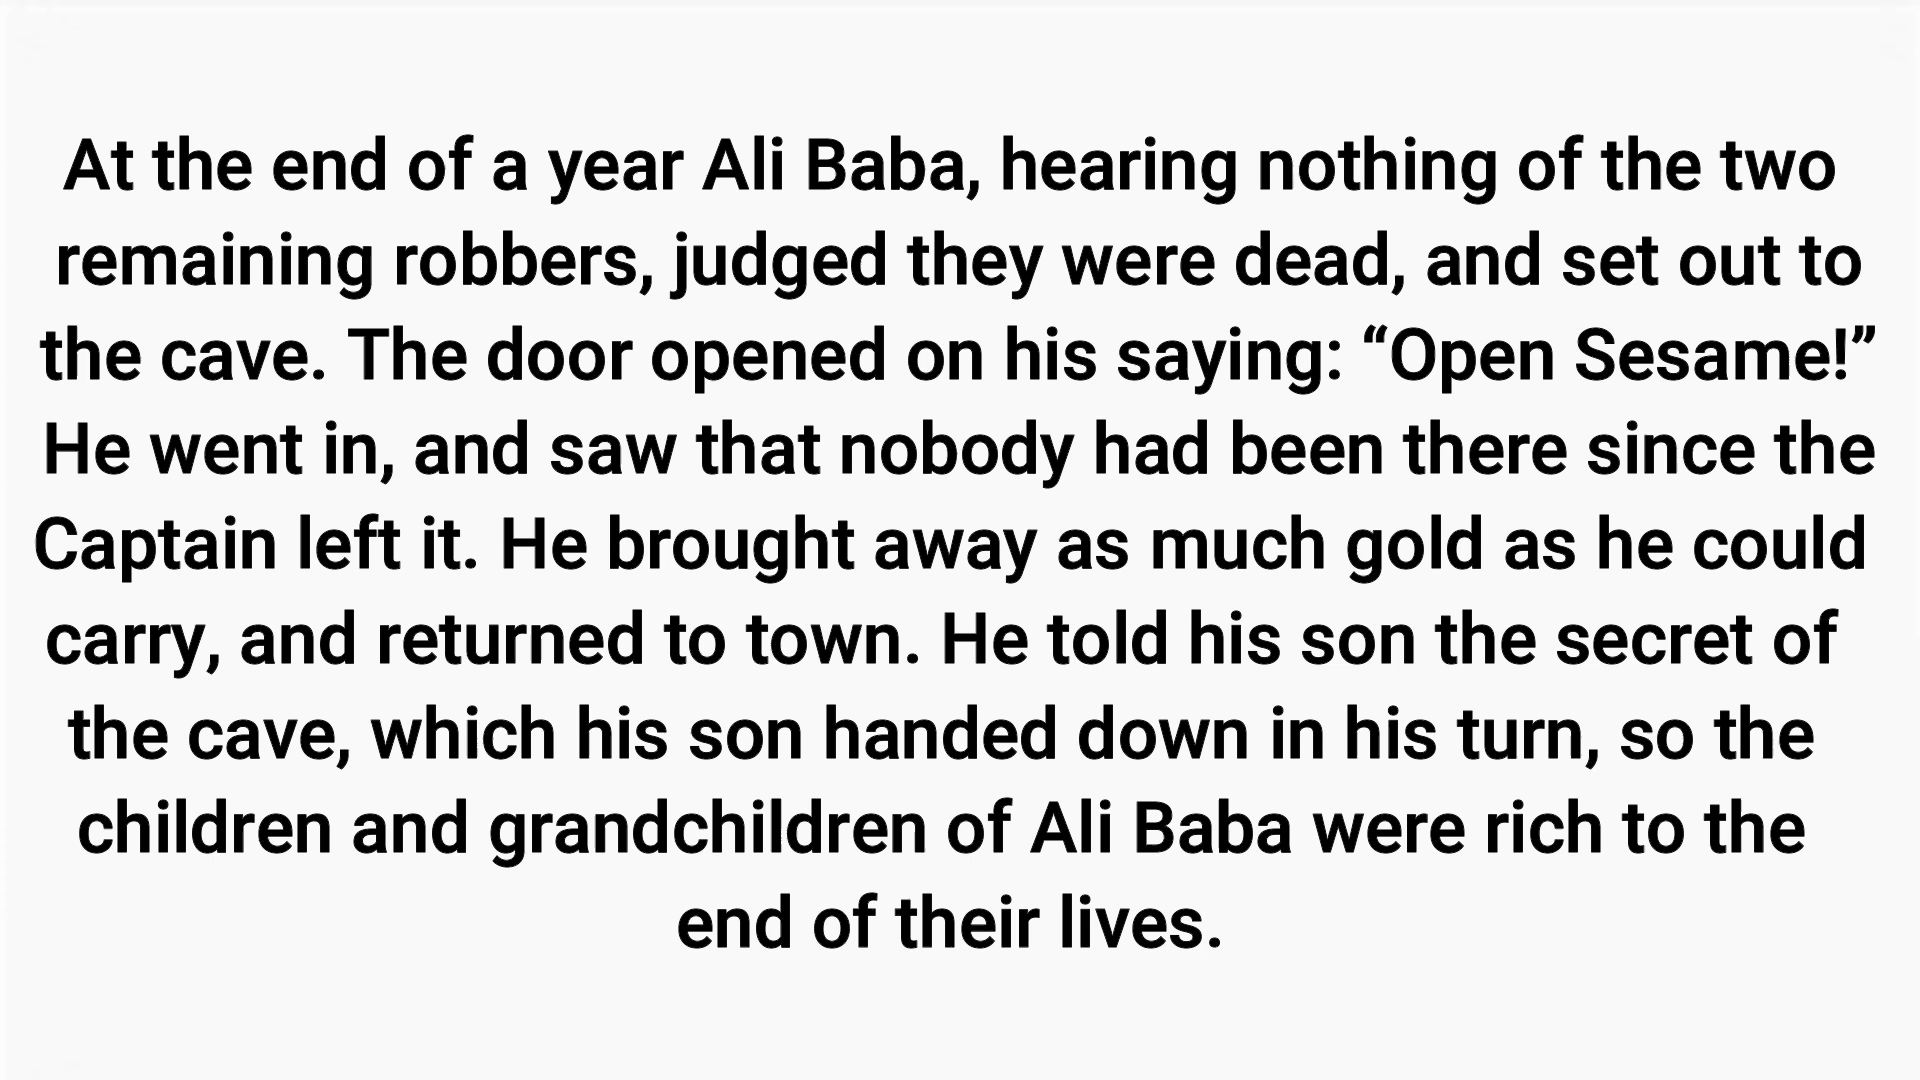 At the end of a year Ali Baba, hearing nothing of the two
remaining robbers, judged they were dead, and set out to
the cave. The door opened on his saying: “Open Sesame!”
He went in, and saw that nobody had been there since the
Captain left it. He brought away as much gold as he could
carry, and returned to town. He told his son the secret of
the cave, which his son handed down in his turn, so the
children and grandchildren of Ali Baba were rich to the
end of their lives.